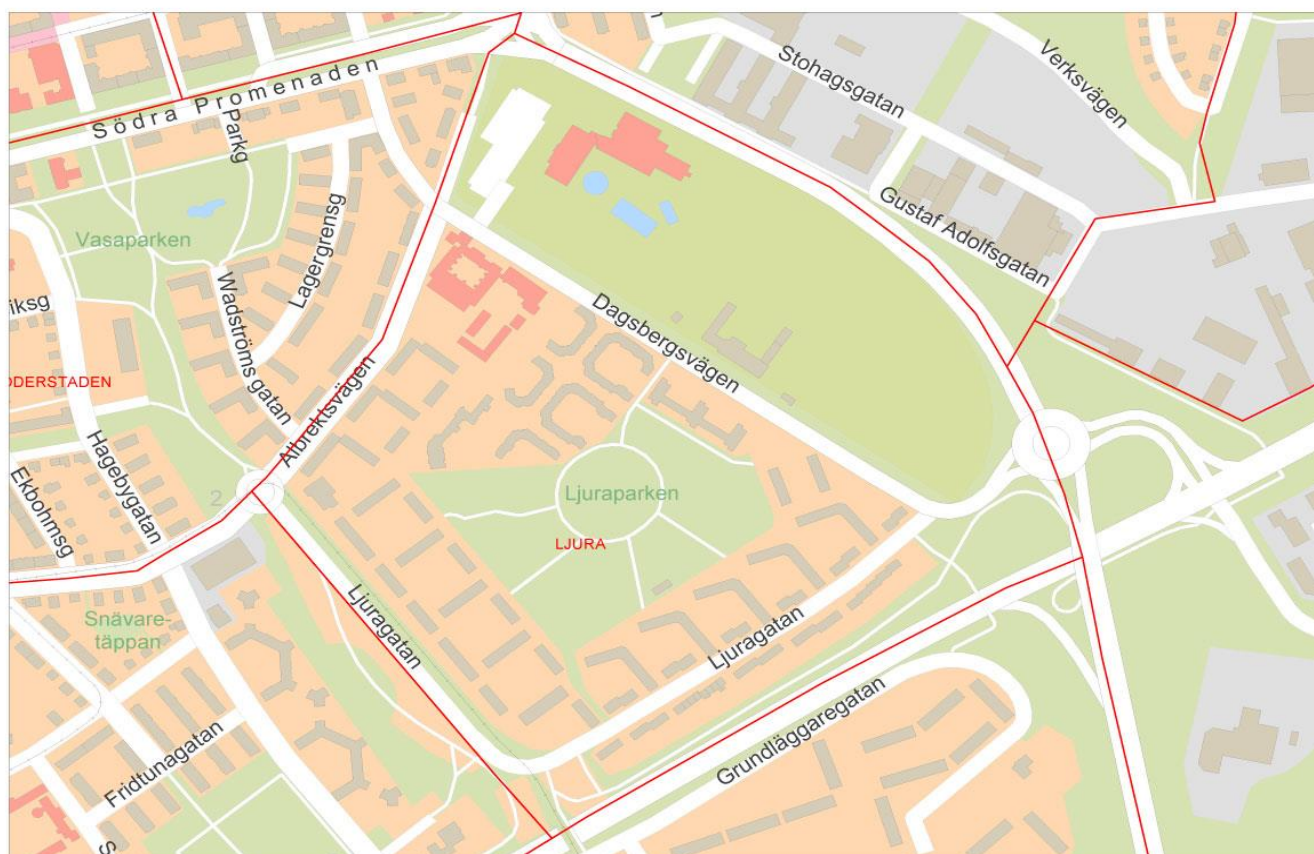 Södra Promenaden
Parkg
Stohagsgatan
Verksvägen
Gustaf Adolfsgatan
Vasaparken
Lagergrensg
Wadströms gatan
iksg
ODERSTADEN
Dagsbergsvägen
Albrektsvägen
Hagebygatan
Ekbohmsg
2
Ljuraparken
LJURA
Snävare-
täppan
Ljuragatan
Ljuragatan
Grundläggaregatan
Fridtunagatan
S